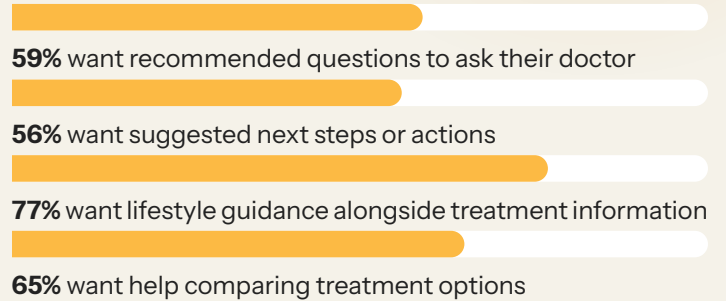 59% want recommended questions to ask their doctor
56% want suggested next steps or actions
77% want lifestyle guidance alongside treatment information
65% want help comparing treatment options